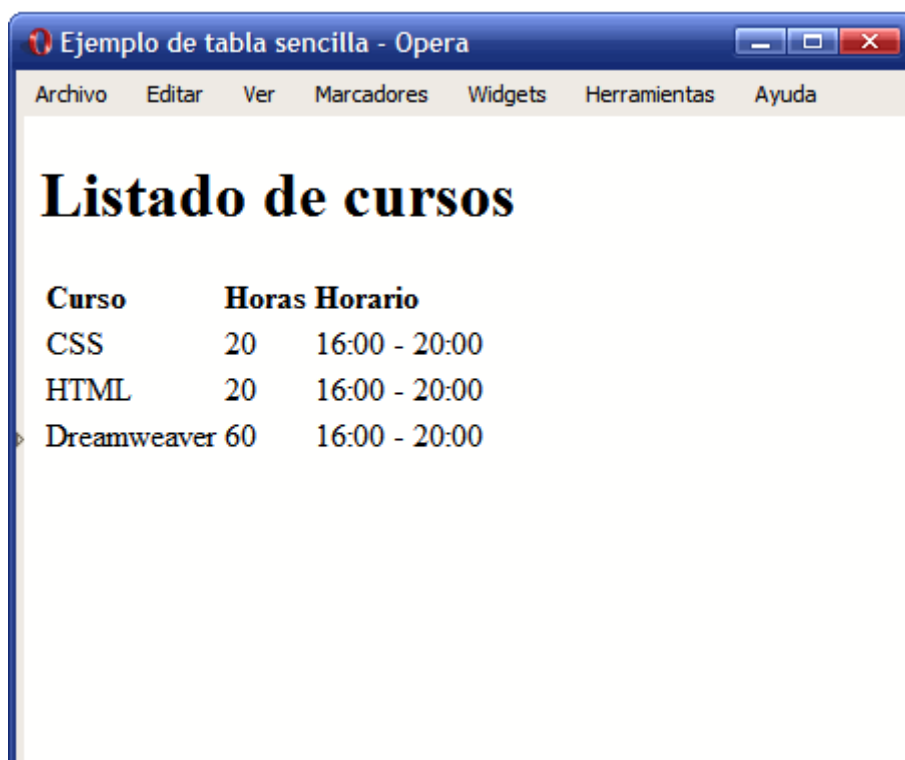 Ejemplo de tabla sencilla - Opera
Archivo Editar Ver Marcadores Widgets Herramientas Ayuda
Listado de cursos
Curso Horas Horario
CSS 20 16:00 - 20:00
HTML 20 16:00 - 20:00
Dreamweaver 60 16:00 - 20:00